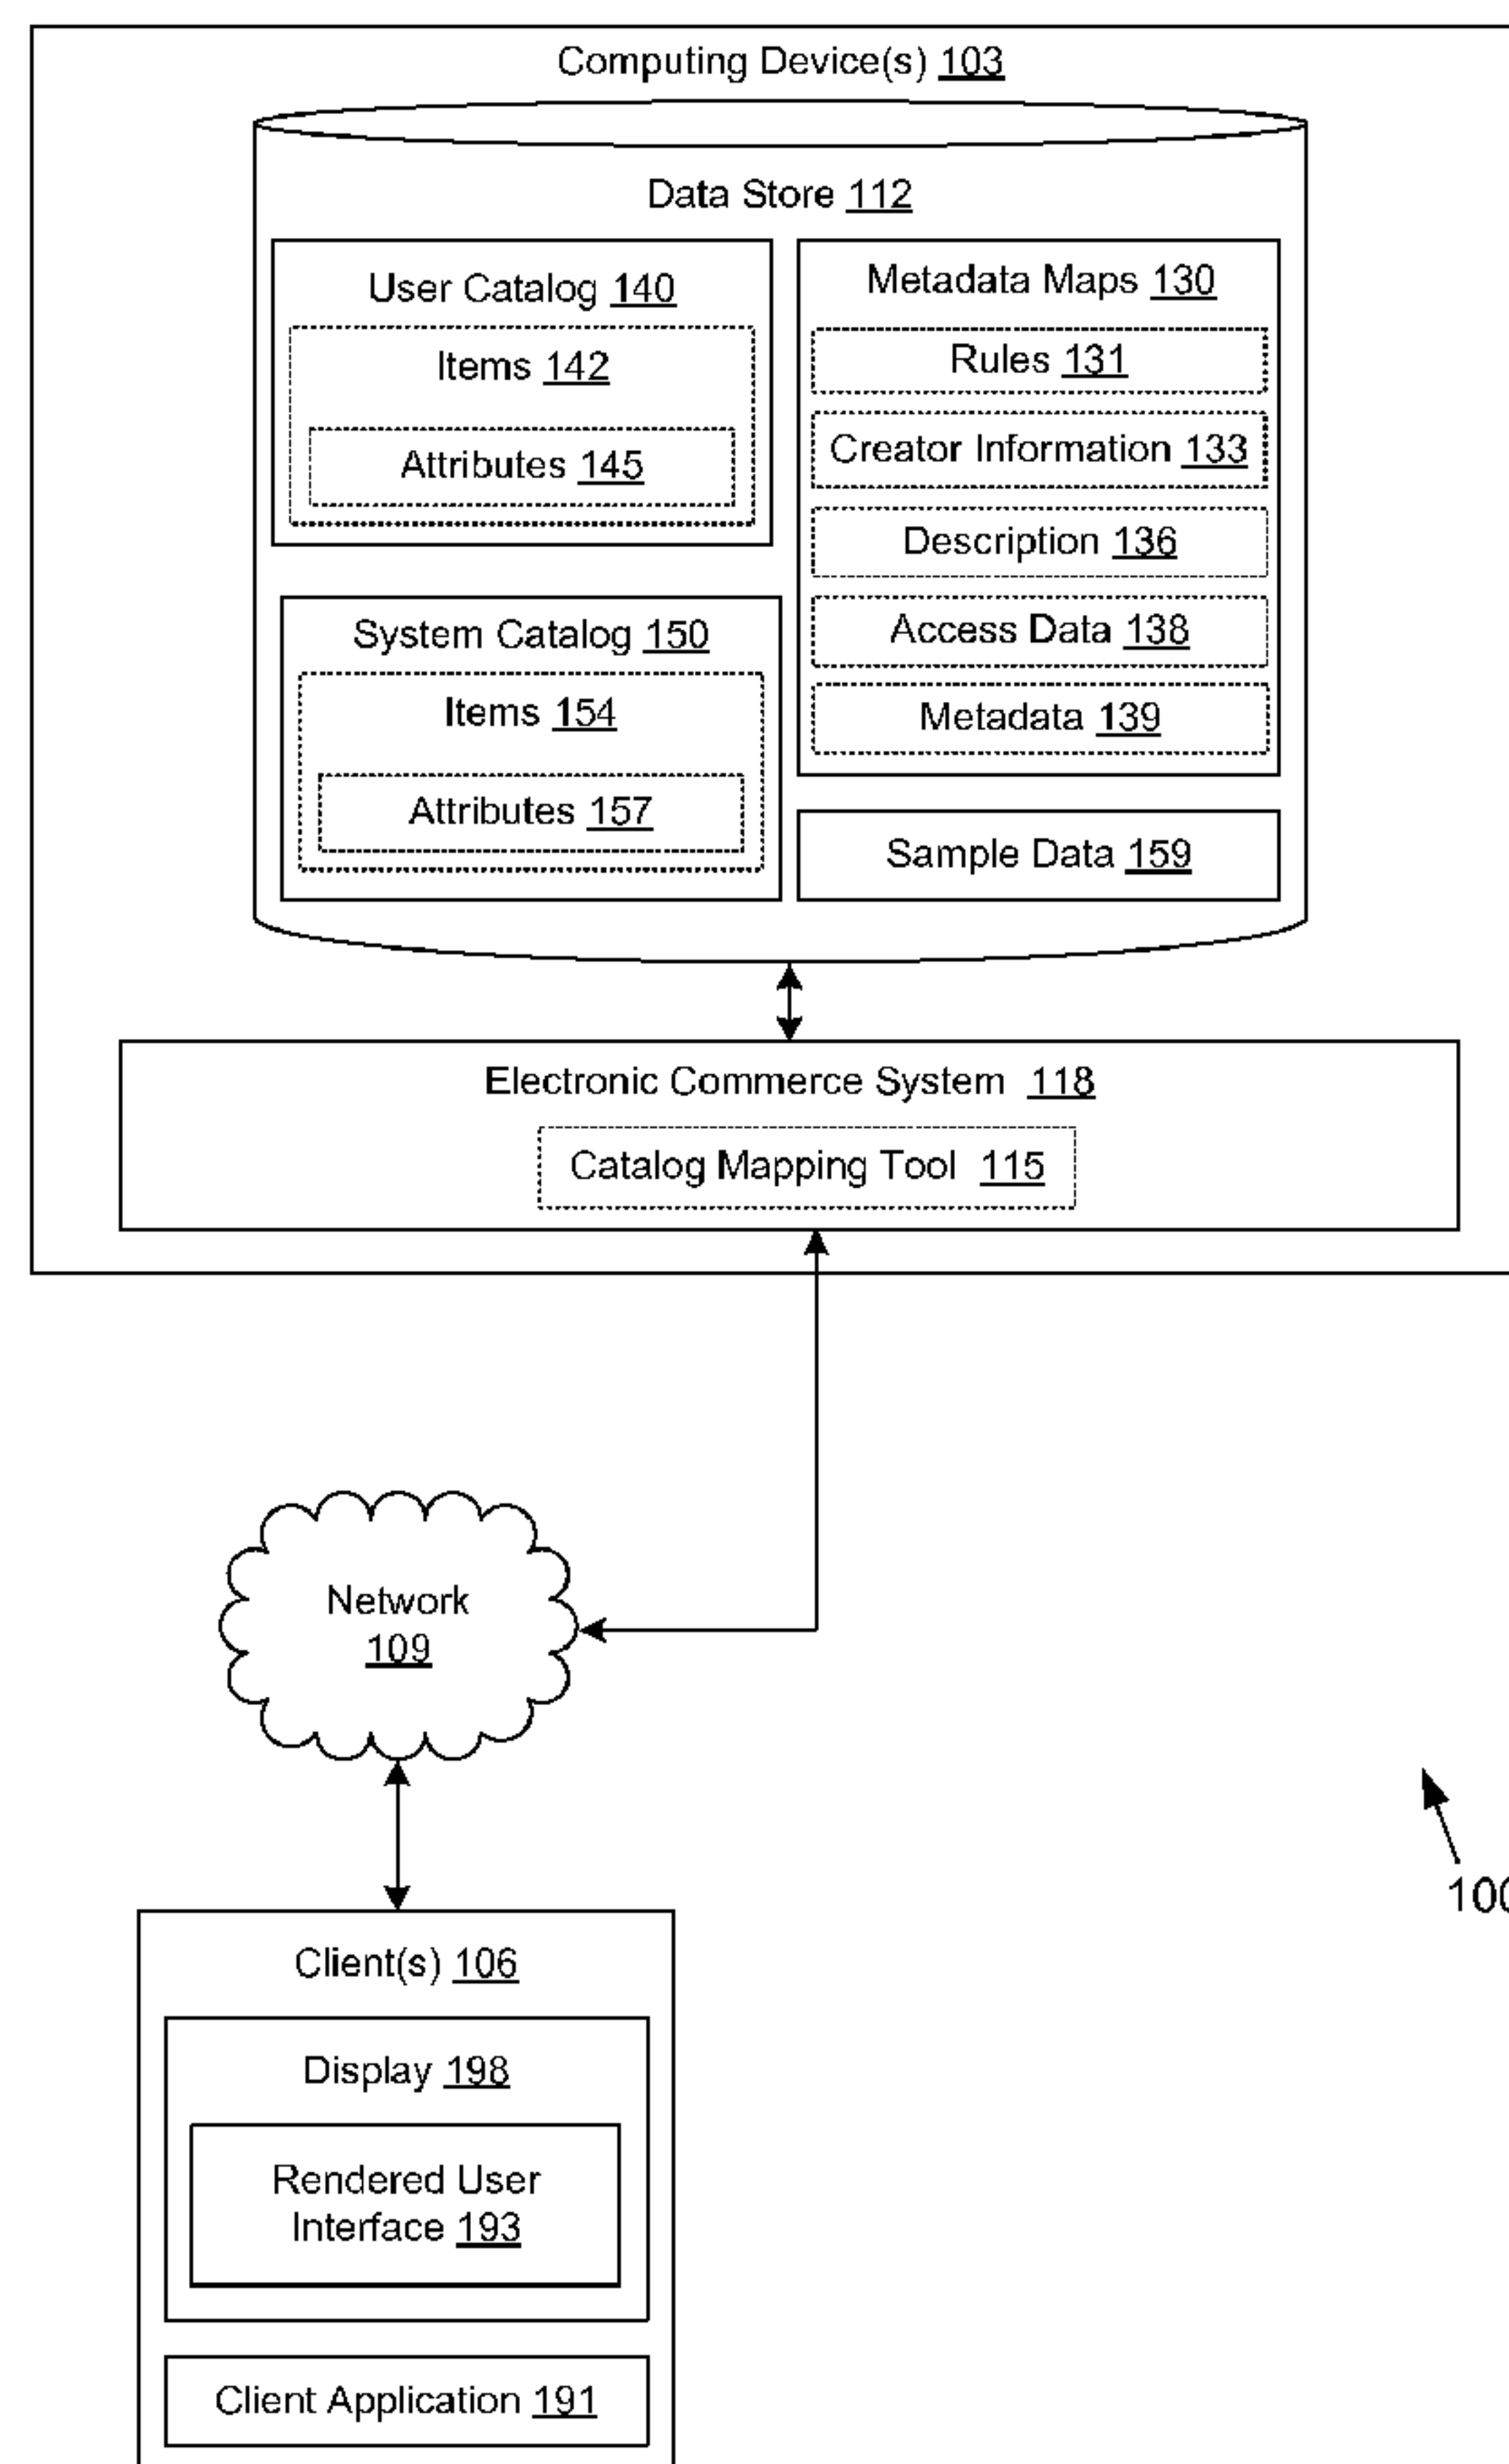 Computing Device(s) 103
Data Store 112
User Catalog 140
Items 142
Attributes 145
System Catalog 150
Items 154
Attributes 157
Metadata Maps 130
Rules 131
Creator Information 133
Description 136
Access Data 138
Metadata 139
Sample Data 159
Electronic Commerce System 118
Catalog Mapping Tool 115
Network
109
100
Client(s) 106
Display 198
Rendered User
Interface 193
Client Application 191